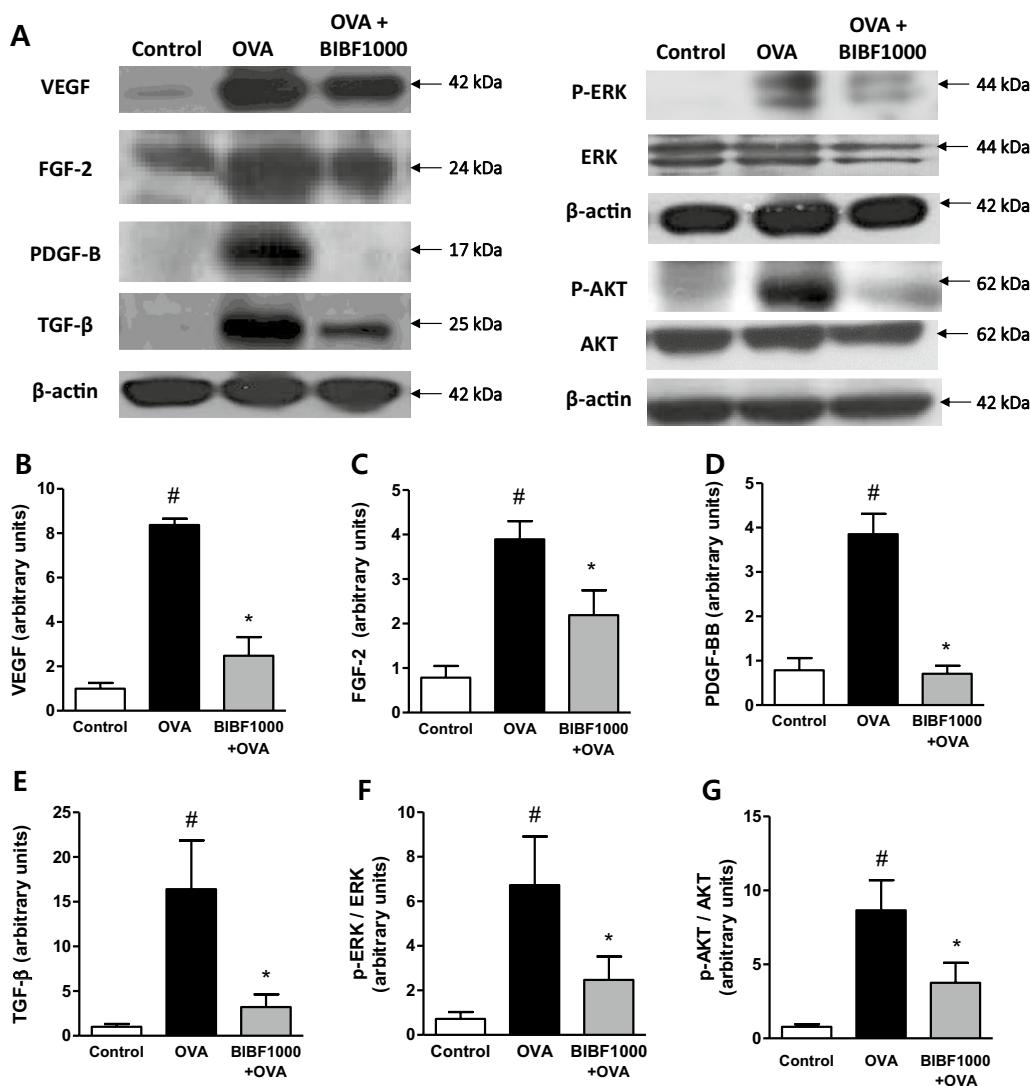 A
Control OVA OVA +
BIBF1000
VEGF 42 kDa
FGF-2 24 kDa
PDGF-B 17 kDa
TGF-β 25 kDa
β-actin 42 kDa
Control OVA OVA +
BIBF1000
P-ERK 44 kDa
ERK 44 kDa
β-actin 42 kDa
P-AKT 62 kDa
AKT 62 kDa
β-actin 42 kDa
B
VEGF (arbitrary units)
10
8
6
4
2
0
#
*
Control OVA BIBF1000
+OVA
C
FGF-2 (arbitrary units)
5
4
3
2
1
0
#
*
Control OVA BIBF1000
+OVA
D
PDGF-BB (arbitrary units)
5
4
3
2
1
0
#
*
Control OVA BIBF1000
+OVA
E
TGF-β (arbitrary units)
25
20
15
10
5
0
#
*
Control OVA BIBF1000
+OVA
F
p-ERK / ERK
(arbitrary units)
10
8
6
4
2
0
#
*
Control OVA BIBF1000
+OVA
G
p-AKT / AKT
(arbitrary units)
15
10
5
0
#
*
Control OVA BIBF1000
+OVA